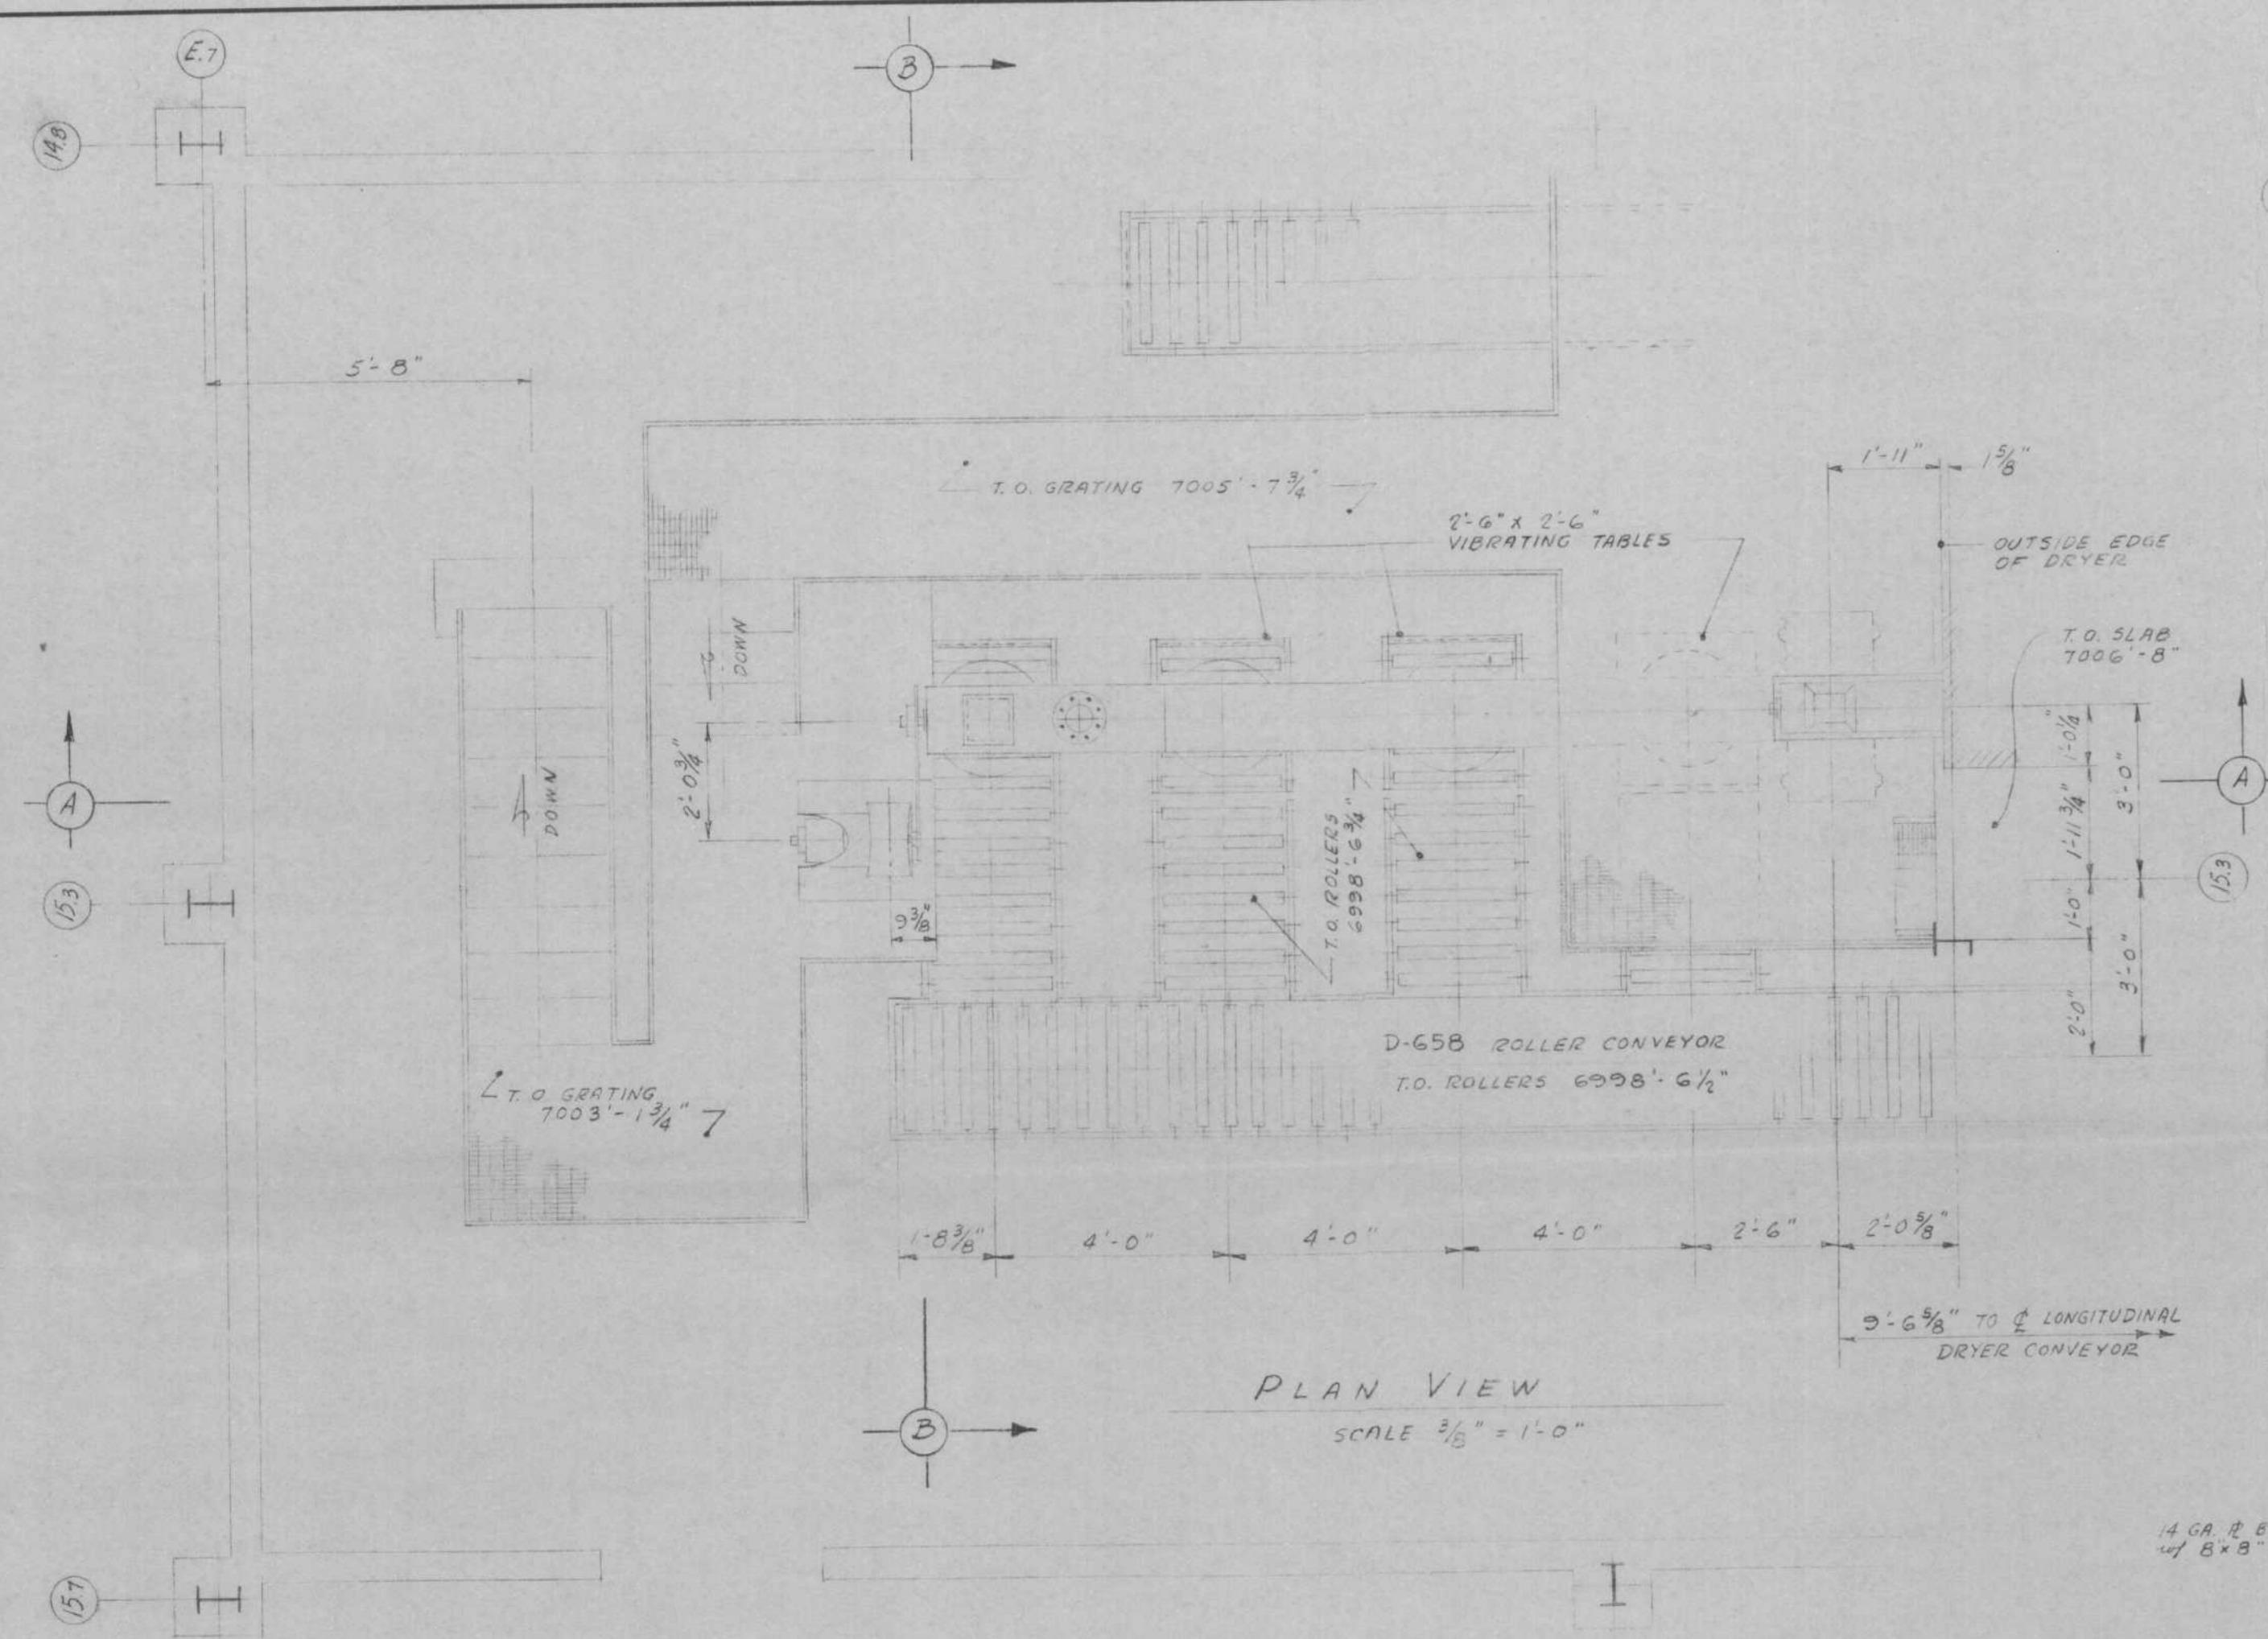 E.7
B
14.8
5'-8"
1'-11"
1 5/8"
T.O. GRATING 7005'-7 3/4"
2'-6" x 2'-6"
VIBRATING TABLES
OUTSIDE EDGE
OF DRYER
T.O. SLAB
7006'-8"
DOWN
2'-0 3/4"
DOWN
A
A
1'-0 1/4"
3'-0"
1'-11 3/4"
T.O. ROLLERS
6998'-6 3/4"
15.3
15.3
9 3/8"
1'-0"
3'-0"
2'-0"
D-658 ROLLER CONVEYOR
T.O. ROLLERS 6998'-6 1/2"
T.O GRATING
7003'-1 3/4"
1'-8 3/8"
4'-0"
4'-0"
4'-0"
2'-6"
2'-0 5/8"
9'-6 5/8" TO ℄ LONGITUDINAL
DRYER CONVEYOR
PLAN VIEW
SCALE 3/8" = 1'-0"
B
14 GA. ⅊ B
w/ 8" x 8"
15.7